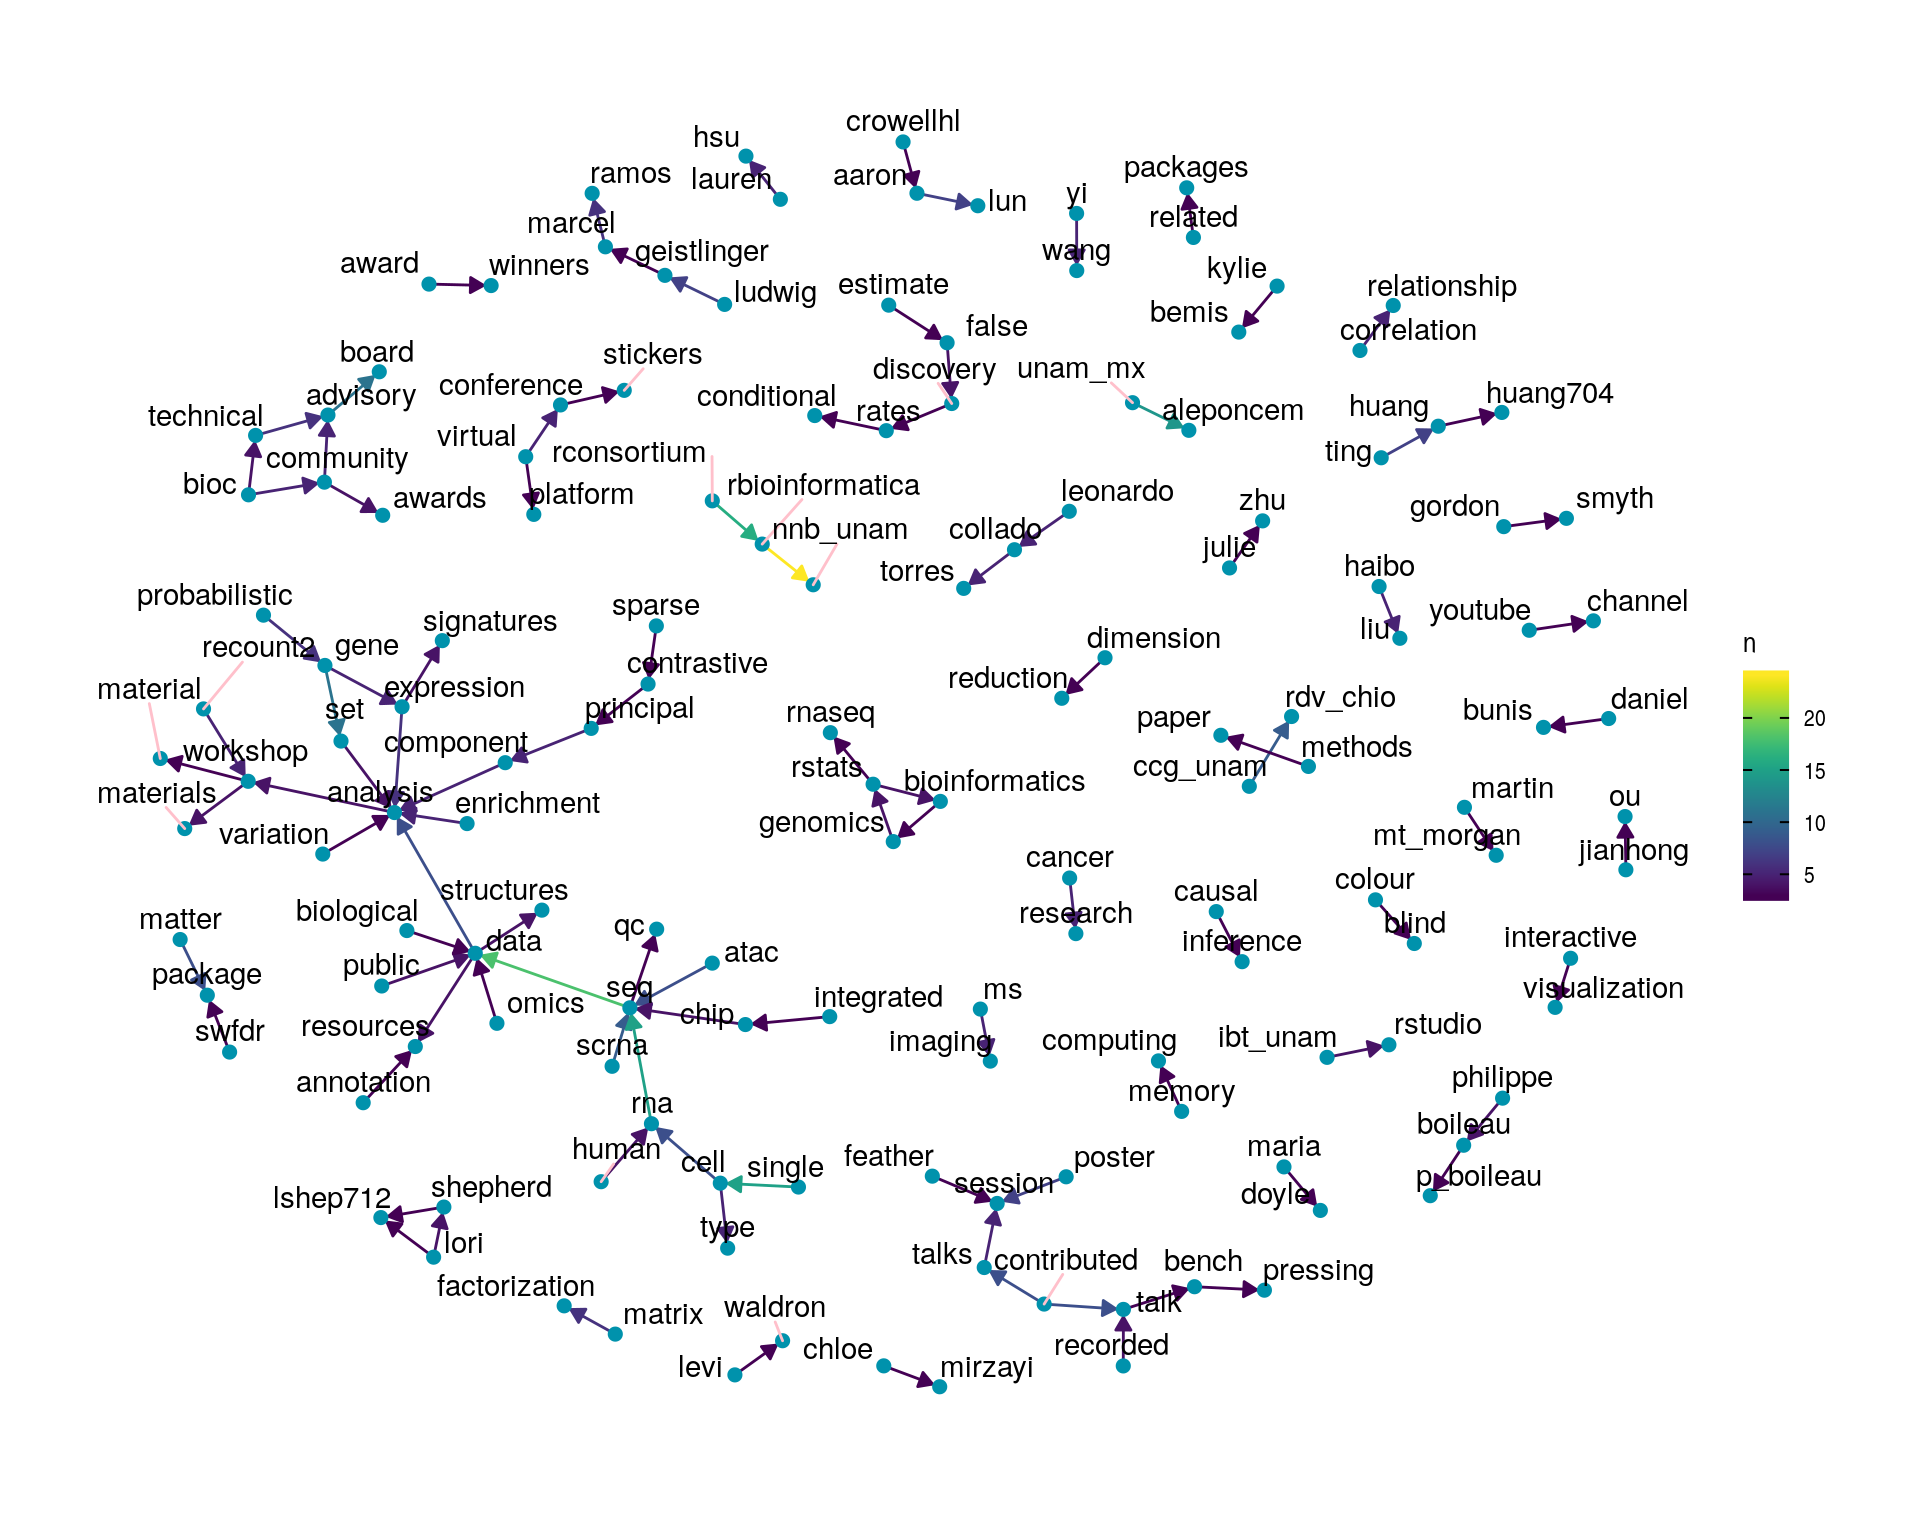 crowellhl
hsu
ramos
lauren
aaron
lun
yi
packages
related
marcel
geistlinger
wang
award
winners
ludwig
estimate
kylie
relationship
bemis
false
correlation
board
stickers
discovery
unam_mx
advisory
conference
conditional
rates
aleponcem
huang
huang704
technical
virtual
rconsortium
ting
community
bioc
awards
platform
rbioinformatica
leonardo
zhu
gordon
smyth
nnb_unam
collado
julie
torres
haibo
probabilistic
sparse
youtube
channel
signatures
liu
recount2
gene
dimension
contrastive
reduction
n
material
expression
set
principal
rnaseq
paper
rdv_chio
bunis
daniel
20
workshop
component
rstats
methods
ccg_unam
15
materials
analysis
enrichment
bioinformatics
martin
ou
variation
genomics
mt_morgan
jianhong
10
cancer
colour
5
structures
causal
biological
matter
qc
research
blind
data
atac
inference
interactive
public
package
seq
integrated
ms
visualization
omics
chip
resources
swfdr
scrna
imaging
computing
ibt_unam
rstudio
annotation
rna
memory
philippe
human
boileau
cell
single
feather
poster
maria
lshep712
shepherd
session
doyle
p_boileau
type
lori
talks
contributed
bench
pressing
factorization
matrix
waldron
talk
chloe
recorded
levi
mirzayi